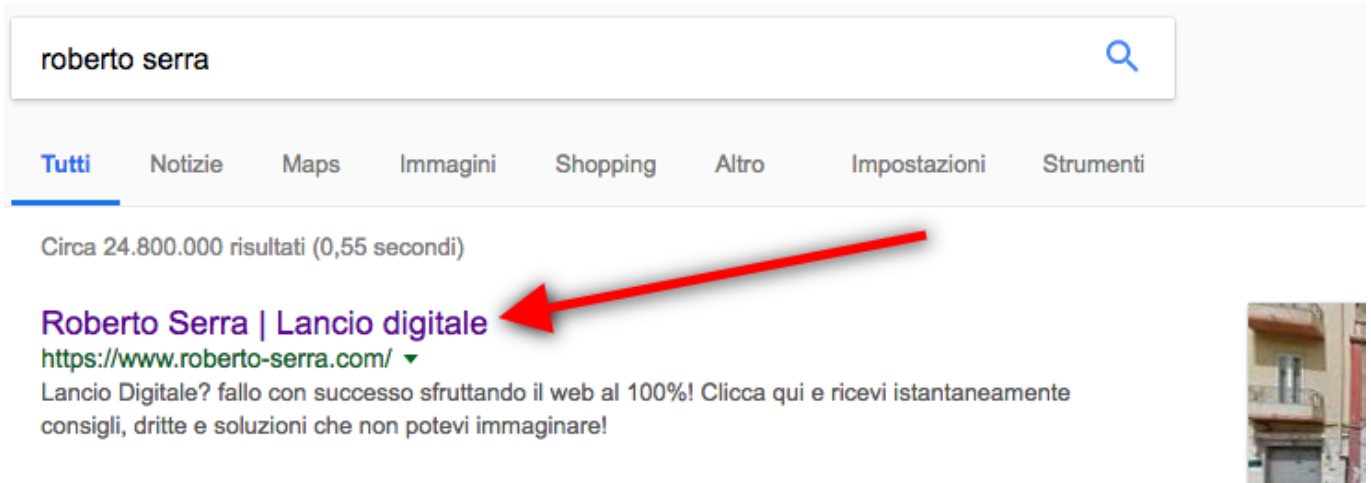 roberto serra
Tutti Notizie Maps Immagini Shopping Altro Impostazioni Strumenti
Circa 24.800.000 risultati (0,55 secondi)
Roberto Serra | Lancio digitale
https://www.roberto-serra.com/
Lancio Digitale? fallo con successo sfruttando il web al 100%! Clicca qui e ricevi istantaneamente
consigli, dritte e soluzioni che non potevi immaginare!